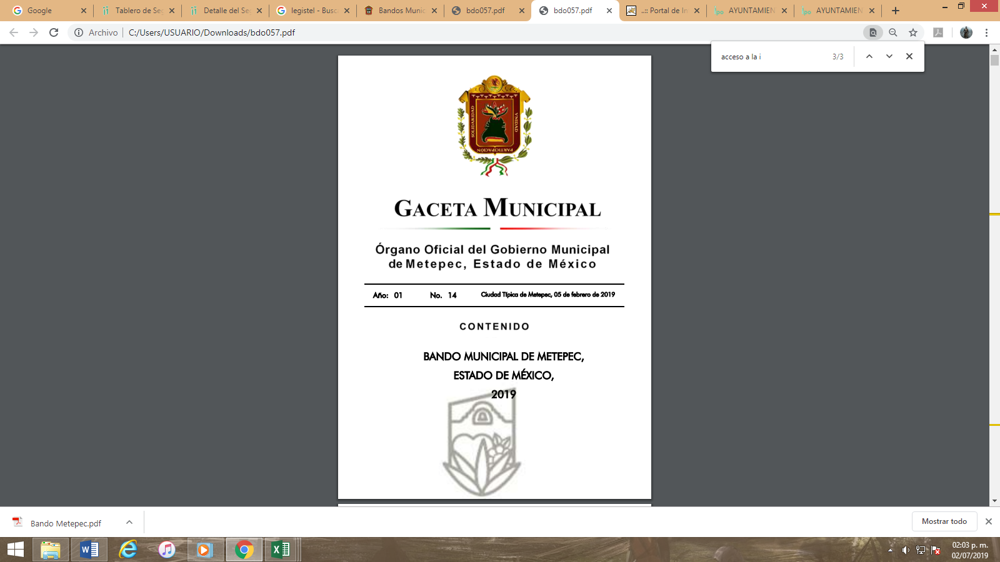 Google
Tablero de Seg
Detalle del Sec
legistel - Busca
Bandos Munic
bdo057.pdf
bdo057.pdf
..:: Portal de In
AYUNTAMIEN
AYUNTAMIEN
Archivo
C:/Users/USUARIO/Downloads/bdo057.pdf
acceso a la i
3/3
SOLIDARIDAD
UNIDAD
PARTICIPACIÓN
GACETA MUNICIPAL
Órgano Oficial del Gobierno Municipal
de Metepec, Estado de México
Año: 01 No. 14 Ciudad Típica de Metepec, 05 de febrero de 2019
CONTENIDO
BANDO MUNICIPAL DE METEPEC,
ESTADO DE MÉXICO,
2019
Bando Metepec.pdf
Mostrar todo
02:03 p. m.
02/07/2019